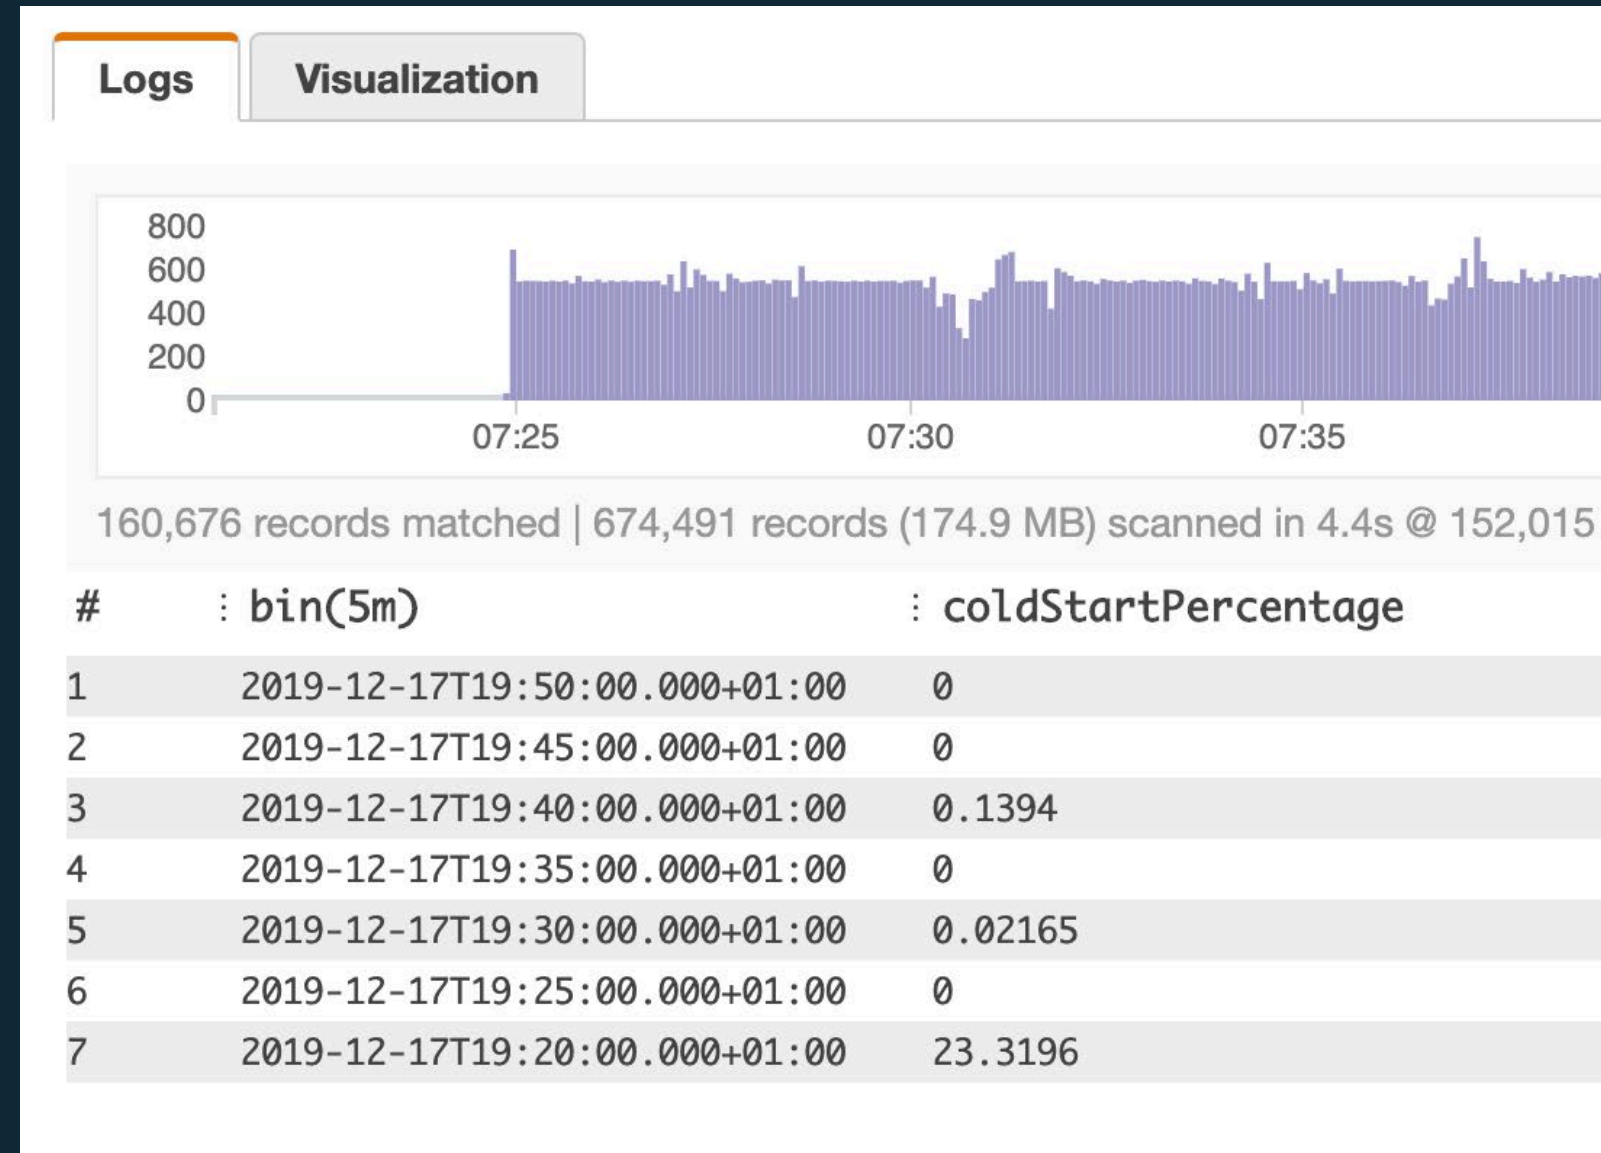 Logs Visualization
800
600
400
200
0
07:25 07:30 07:35
160,676 records matched | 674,491 records (174.9 MB) scanned in 4.4s @ 152,015
# ⋮ bin(5m) ⋮ coldStartPercentage
1 2019-12-17T19:50:00.000+01:00 0
2 2019-12-17T19:45:00.000+01:00 0
3 2019-12-17T19:40:00.000+01:00 0.1394
4 2019-12-17T19:35:00.000+01:00 0
5 2019-12-17T19:30:00.000+01:00 0.02165
6 2019-12-17T19:25:00.000+01:00 0
7 2019-12-17T19:20:00.000+01:00 23.3196